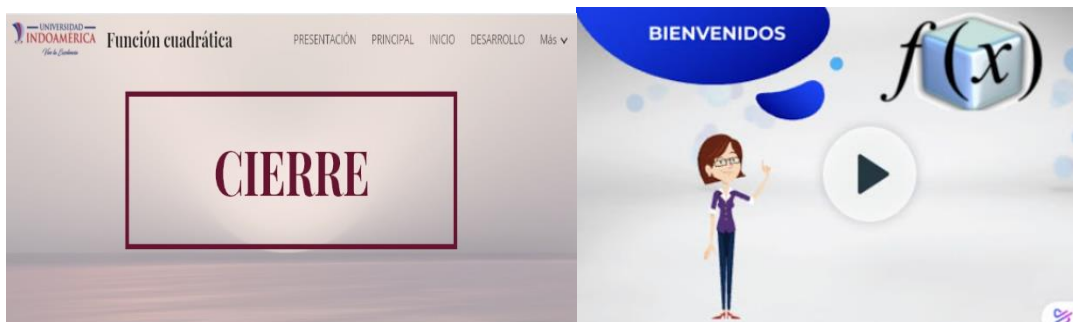 UNIVERSIDAD
INDOAMÉRICA
Función cuadrática
PRESENTACIÓN PRINCIPAL INICIO DESARROLLO Más
CIERRE
BIENVENIDOS
f(x)